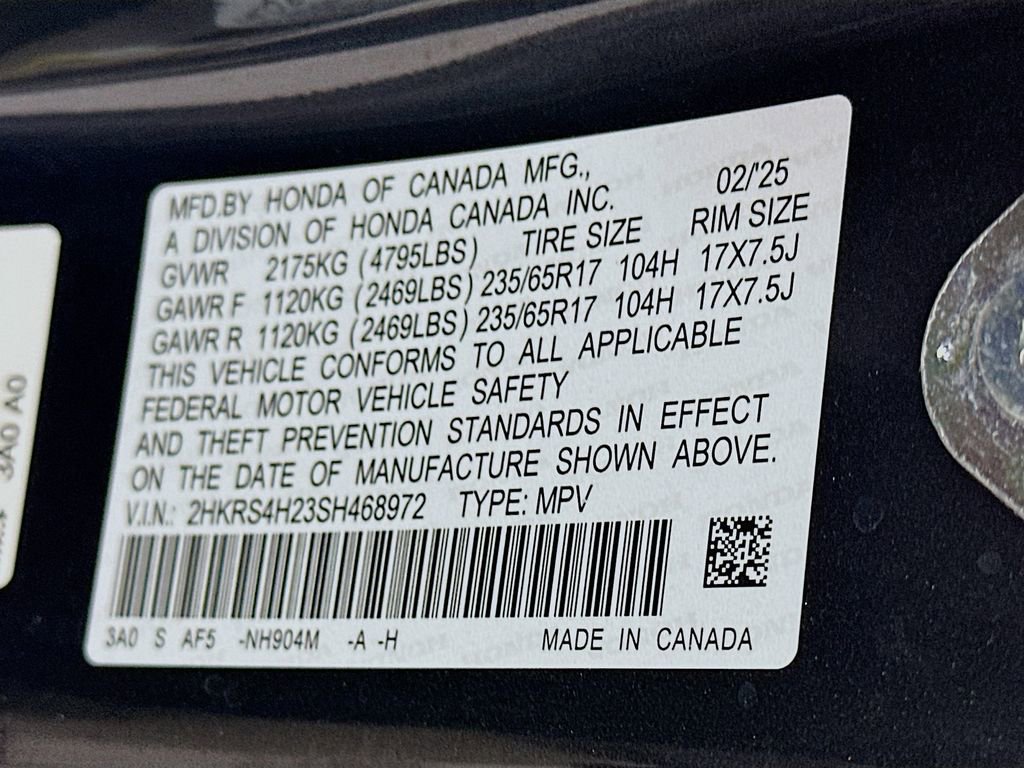 MFD.BY HONDA OF CANADA MFG.,
A DIVISION OF HONDA CANADA INC. 02/'25
GVWR 2175KG (4795LBS) TIRE SIZE RIM SIZE
GAWR F 1120KG (2469LBS) 235/65R17 104H 17X7.5J
GAWR R 1120KG (2469LBS) 235/65R17 104H 17X7.5J
THIS VEHICLE CONFORMS TO ALL APPLICABLE
FEDERAL MOTOR VEHICLE SAFETY
AND THEFT PREVENTION STANDARDS IN EFFECT
ON THE DATE OF MANUFACTURE SHOWN ABOVE.
V.I.N.: 2HKRS4H23SH468972 TYPE: MPV
3A0 S AF5 -NH904M -A -H MADE IN CANADA
3A0 A0